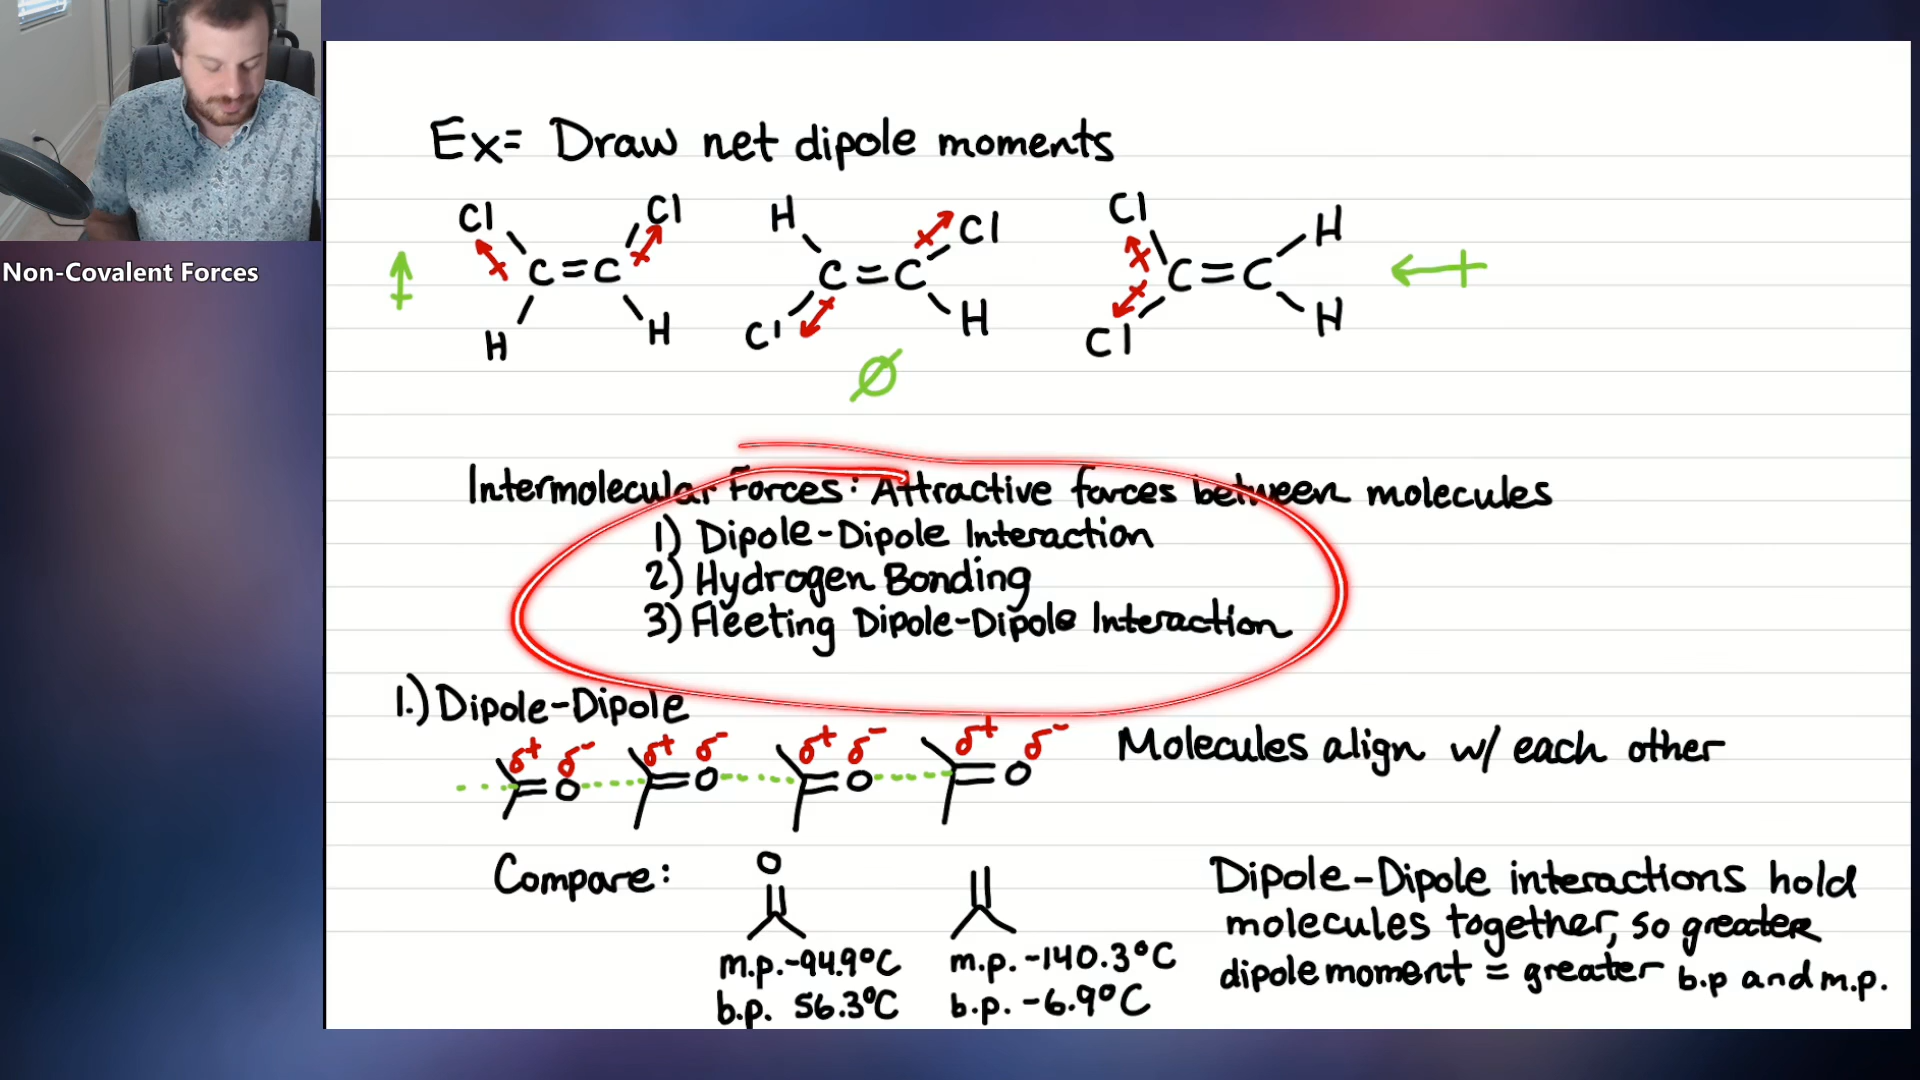 Non-Covalent Forces
Ex= Draw net dipole moments
Cl Cl H Cl Cl H
C=C C=C C=C
H H Cl H Cl H
Ø
Intermolecular Forces: Attractive forces between molecules
1) Dipole-Dipole Interaction
2) Hydrogen Bonding
3) Fleeting Dipole-Dipole Interaction
1.) Dipole-Dipole
δ+ δ- δ+ δ- δ+ δ- δ+ δ-
O O O O
Molecules align w/ each other
Compare:
O
m.p. -94.9°C
b.p. 56.3°C
m.p. -140.3°C
b.p. -6.9°C
Dipole-Dipole interactions hold
molecules together, so greater
dipole moment = greater b.p and m.p.